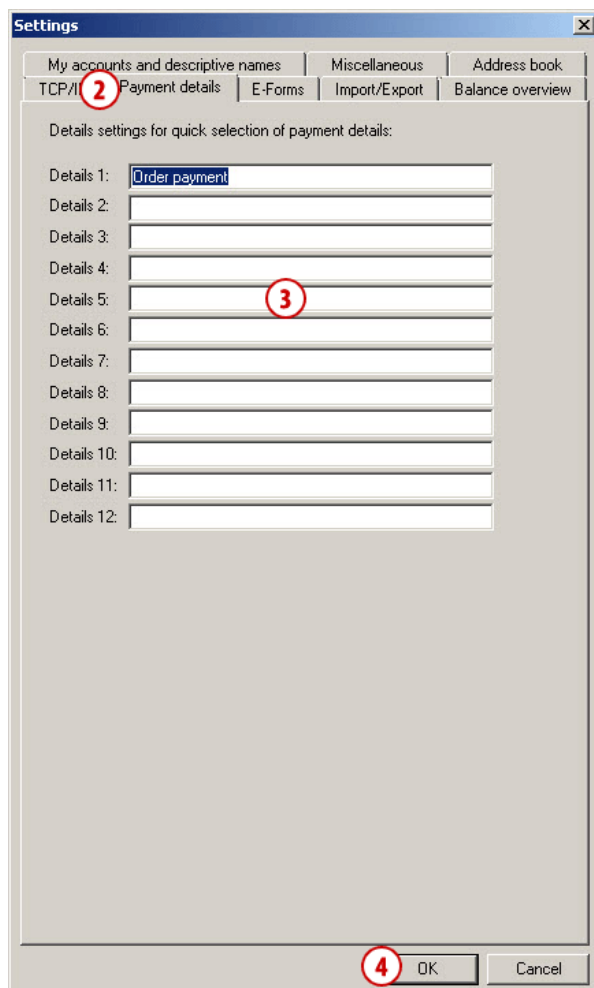 Settings
My accounts and descriptive names Miscellaneous Address book
TCP/I 2 Payment details E-Forms Import/Export Balance overview
Details settings for quick selection of payment details:
Details 1: Order payment
Details 2:
Details 3:
Details 4:
Details 5: 3
Details 6:
Details 7:
Details 8:
Details 9:
Details 10:
Details 11:
Details 12:
4 OK Cancel